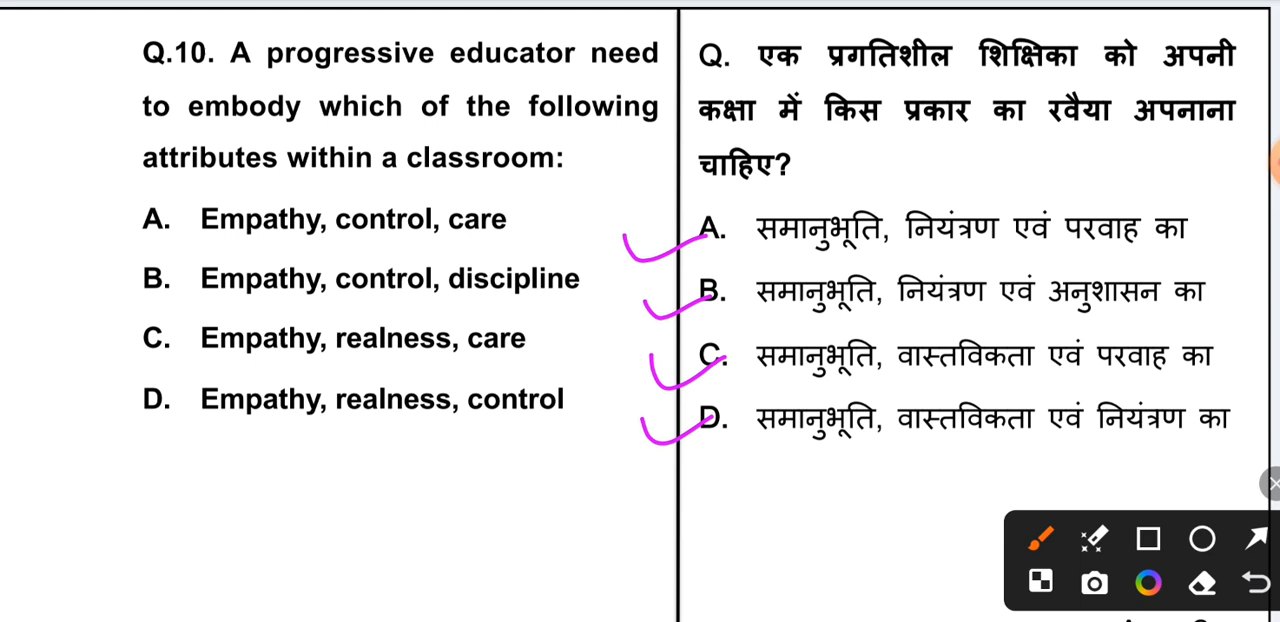 Q.10. A progressive educator need
to embody which of the following
attributes within a classroom:
A. Empathy, control, care
B. Empathy, control, discipline
C. Empathy, realness, care
D. Empathy, realness, control
Q. एक प्रगतिशील शिक्षिका को अपनी
कक्षा में किस प्रकार का रवैया अपनाना
चाहिए?
A. समानुभूति, नियंत्रण एवं परवाह का
B. समानुभूति, नियंत्रण एवं अनुशासन का
C. समानुभूति, वास्तविकता एवं परवाह का
D. समानुभूति, वास्तविकता एवं नियंत्रण का